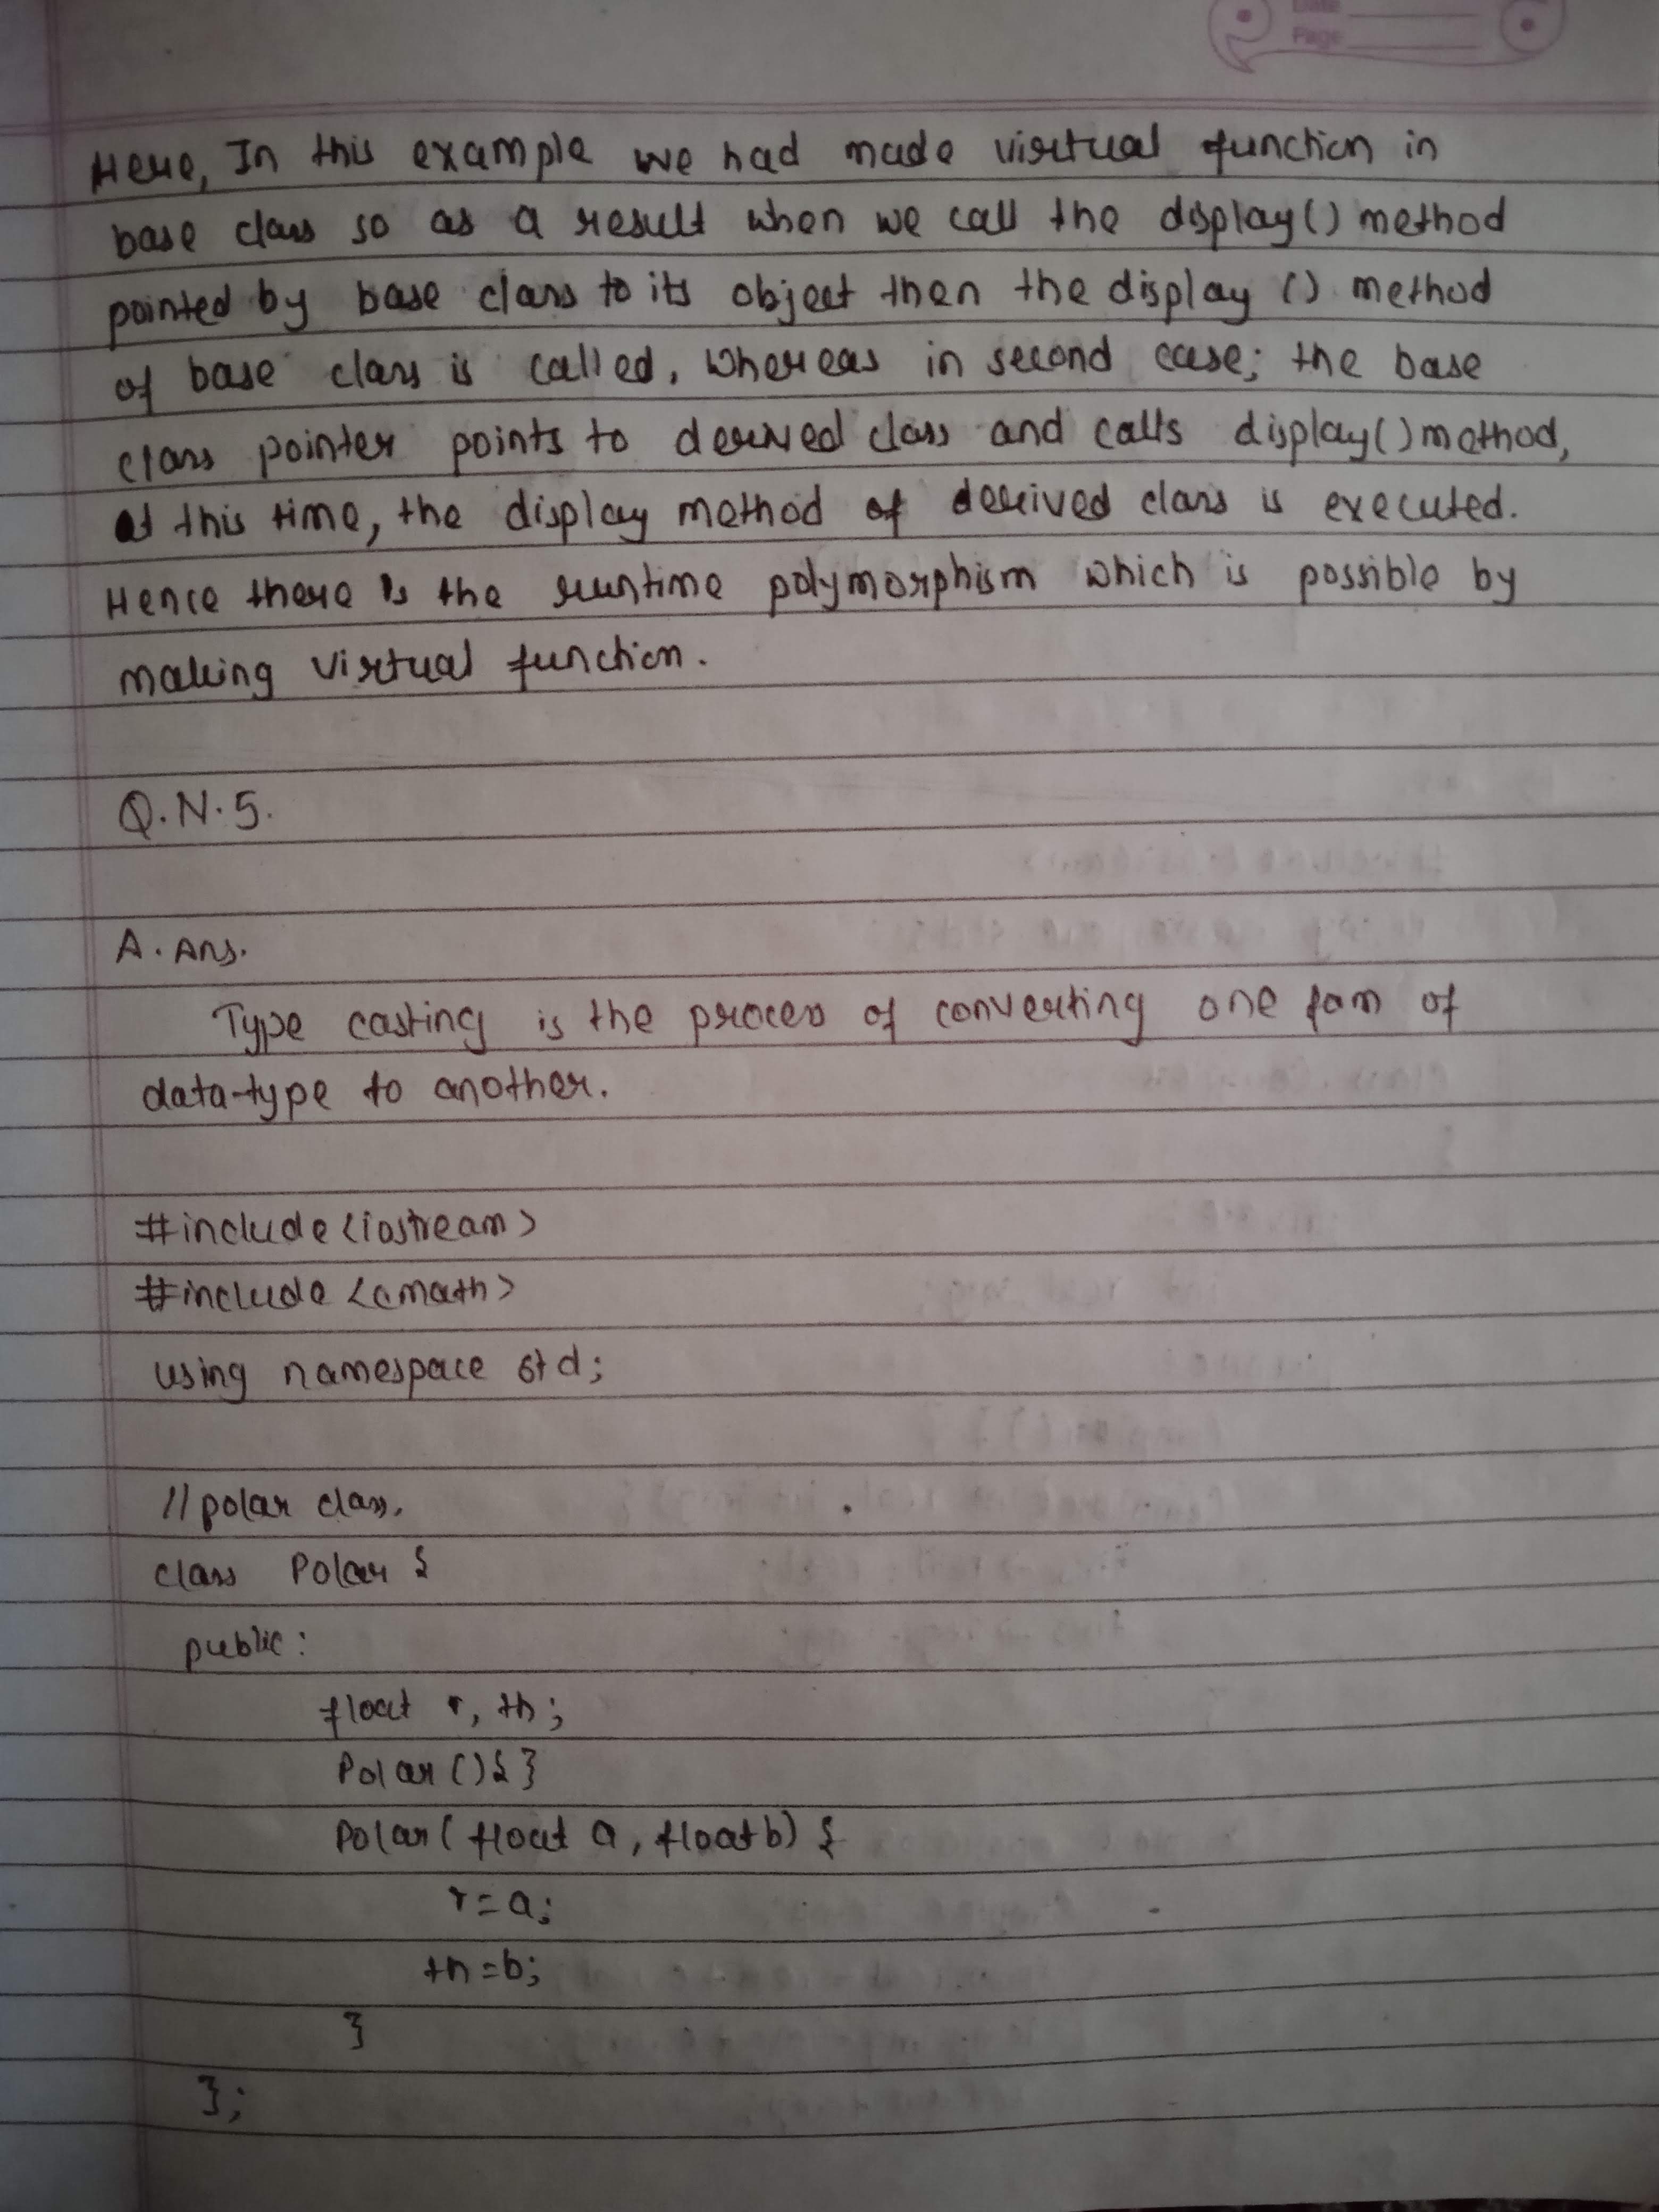 Date
Page
Here, In this example we had made virtual function in
base class so as a result when we call the display() method
pointed by base class to its object then the display () method
of base class is called, whereas in second case; the base
class pointer points to derived class and calls display() method,
at this time, the display method of derived class is executed.
Hence there is the runtime polymorphism which is possible by
making virtual function.
Q.N.5.
A. Ans.
Type casting is the process of converting one form of
data-type to another.
#include <iostream>
#include <cmath>
using namespace std;
//polar class.
class Polar {
public:
float r, th;
Polar () { }
Polar ( float a, float b) {
r = a;
th = b;
}
};